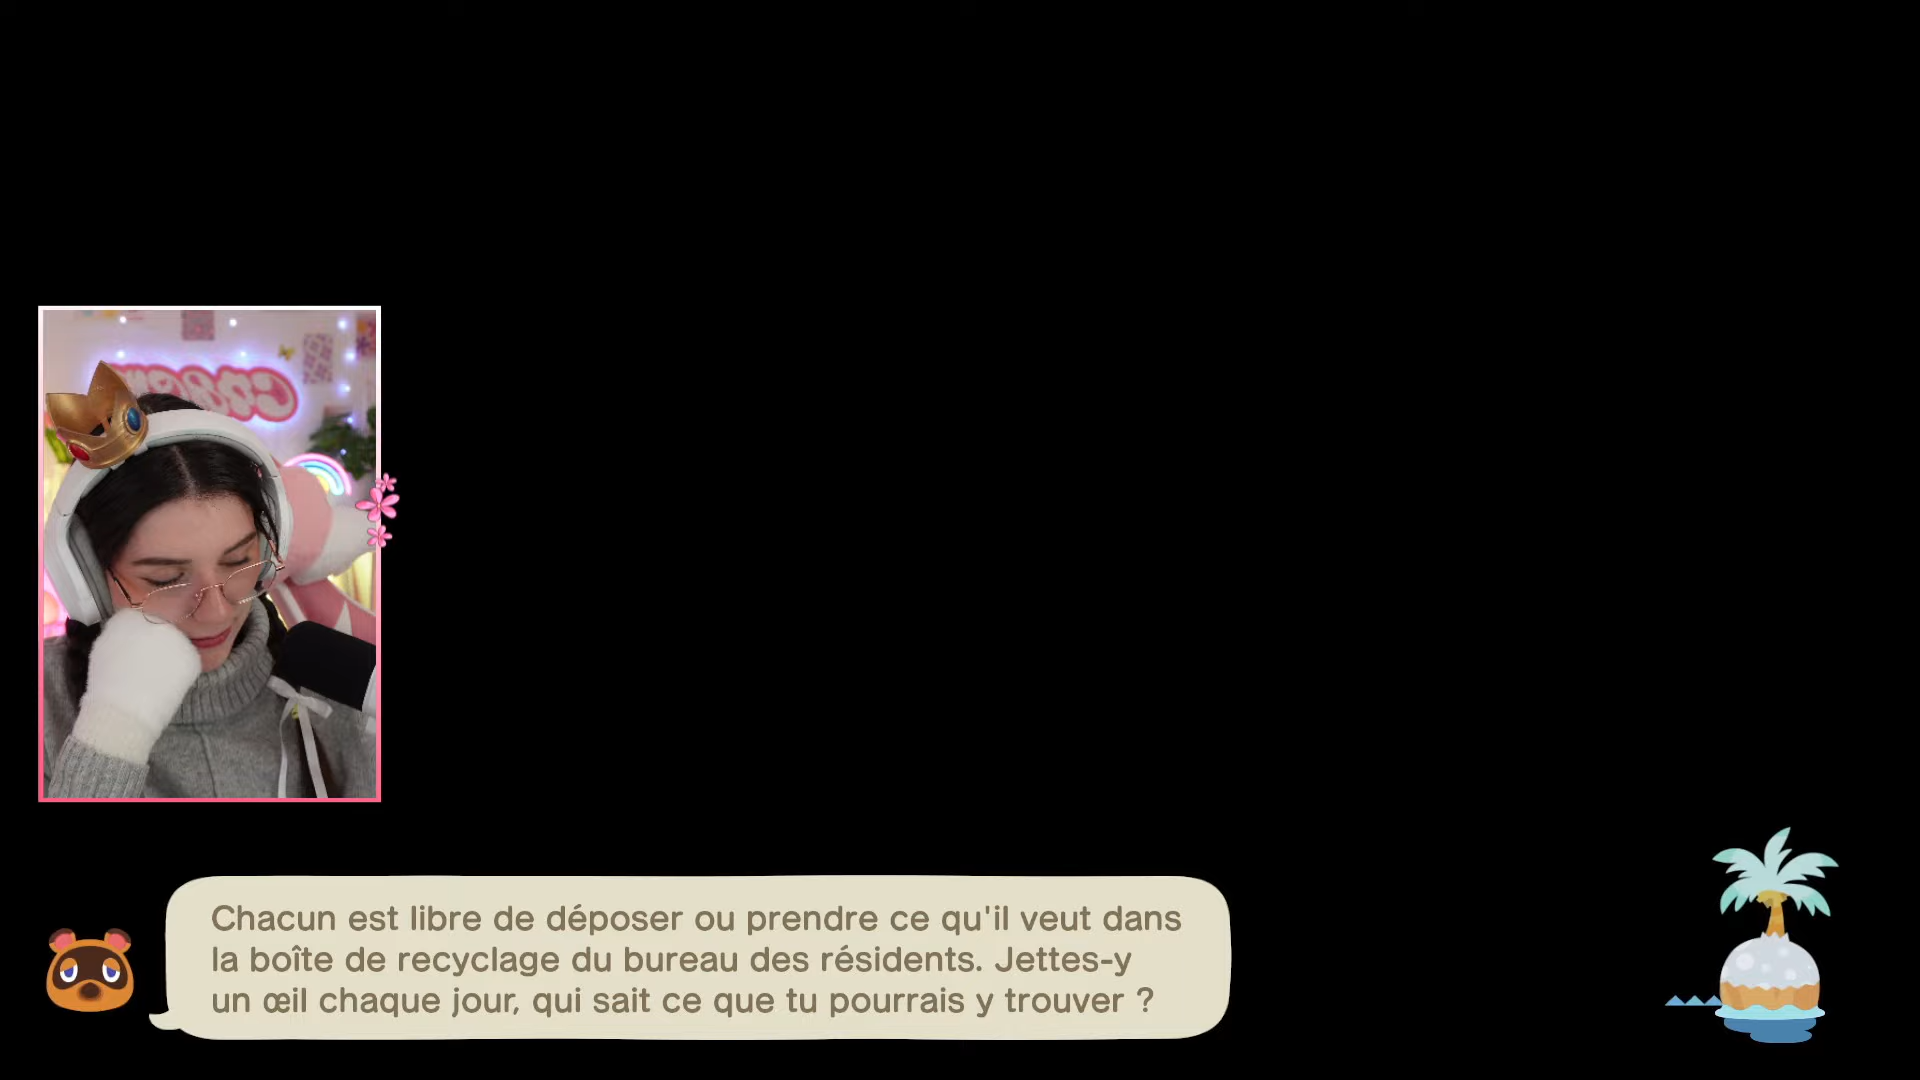 Chacun est libre de déposer ou prendre ce qu'il veut dans
la boîte de recyclage du bureau des résidents. Jettes-y
un œil chaque jour, qui sait ce que tu pourrais y trouver ?